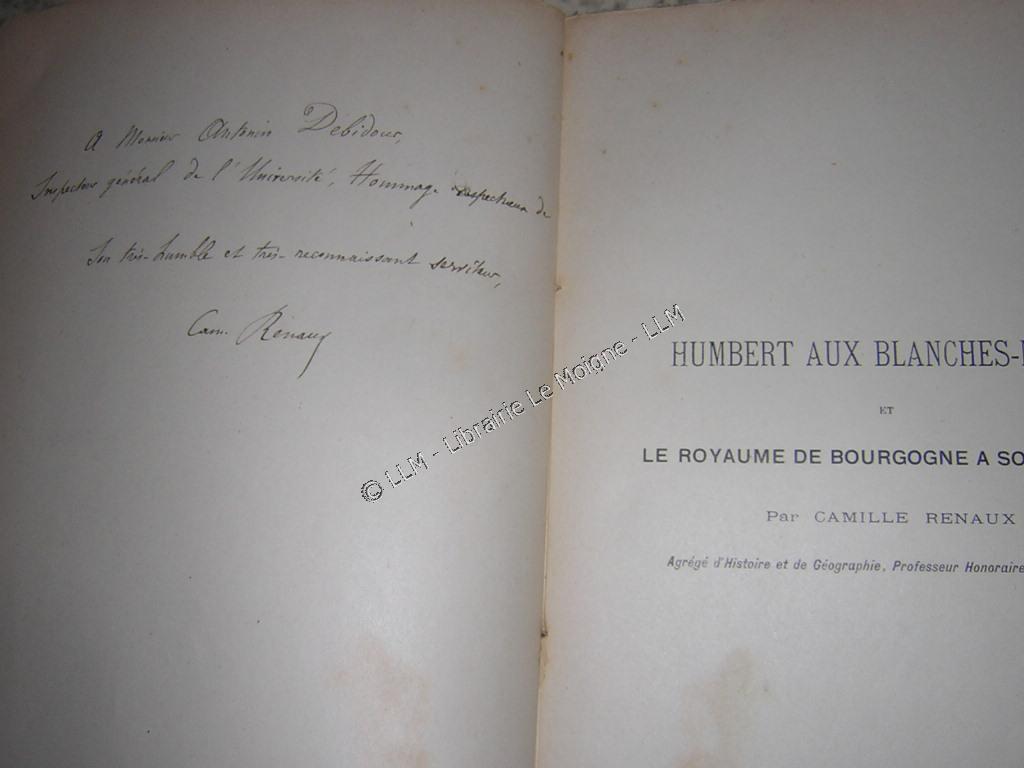 A Monsieur Antonin Debidour,
Inspecteur général de l'Université, Hommage respectueux de
Son très-humble et très-reconnaissant serviteur,
Cam. Renaux
HUMBERT AUX BLANCHES-
ET
LE ROYAUME DE BOURGOGNE A SO
Par CAMILLE RENAUX
Agrégé d'Histoire et de Géographie, Professeur Honoraire
© LLM - Librairie Le Moigne - LLM